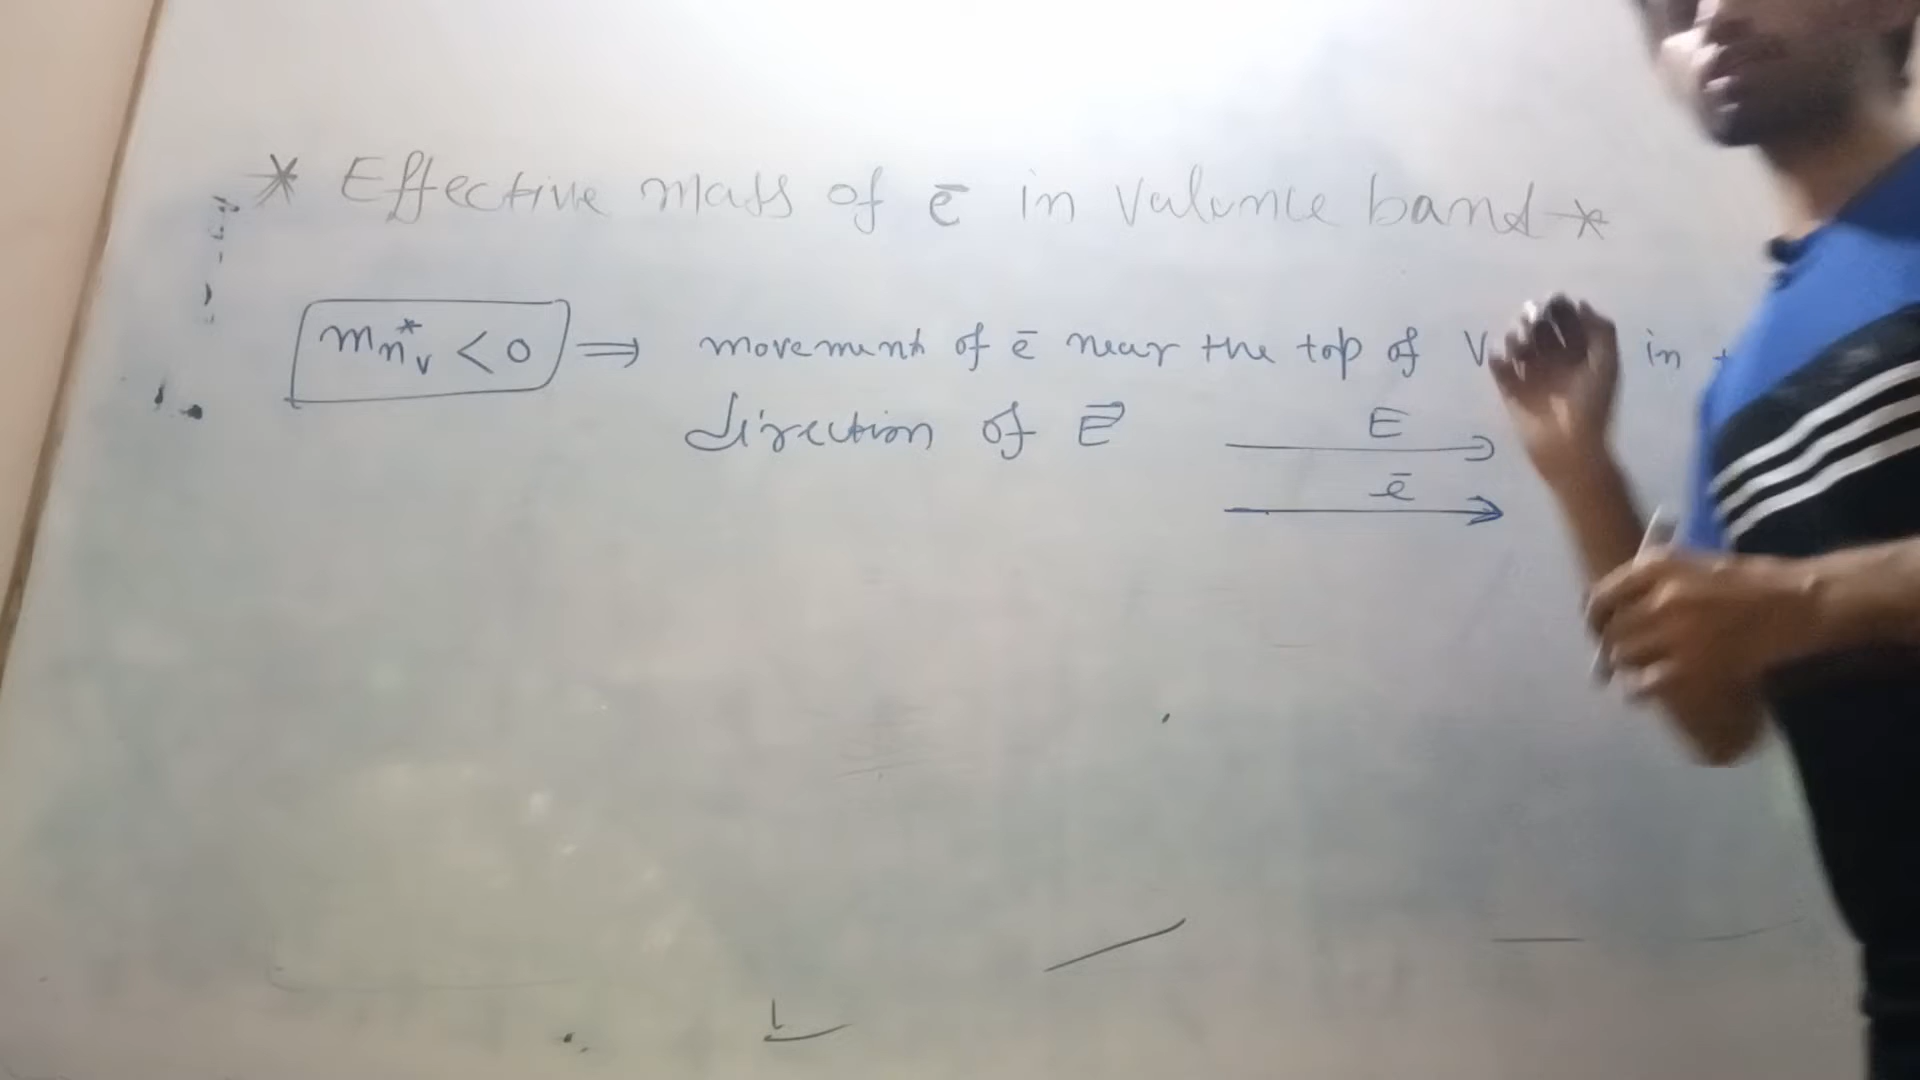 * Effective mass of ē in Valence band *
m*nv < 0 ⇒ movement of ē near the top of in
direction of E⃗
E
ē